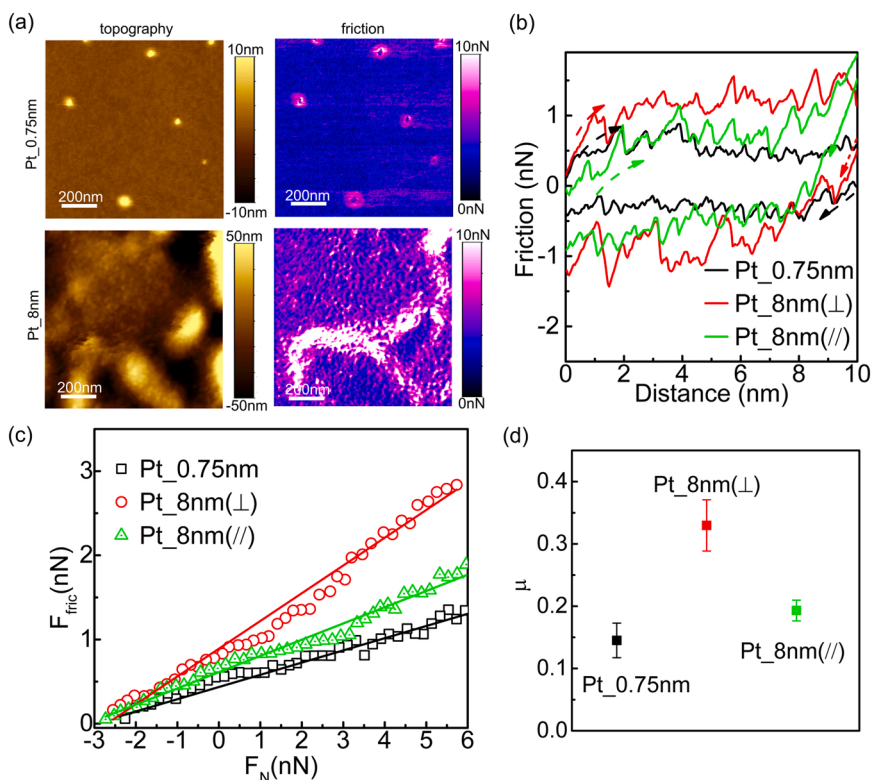 (a)
topography
friction
Pt_0.75nm
10nm
-10nm
200nm
10nN
0nN
200nm
Pt_8nm
50nm
-50nm
200nm
10nN
0nN
200nm
(b)
Friction (nN)
1
0
-1
-2
Pt_0.75nm
Pt_8nm(⊥)
Pt_8nm(//)
0 2 4 6 8 10
Distance (nm)
(c)
F_fric(nN)
3
2
1
0
Pt_0.75nm
Pt_8nm(⊥)
Pt_8nm(//)
-3 -2 -1 0 1 2 3 4 5 6
F_N(nN)
(d)
μ
0.4
0.3
0.2
0.1
0.0
Pt_8nm(⊥)
Pt_8nm(//)
Pt_0.75nm